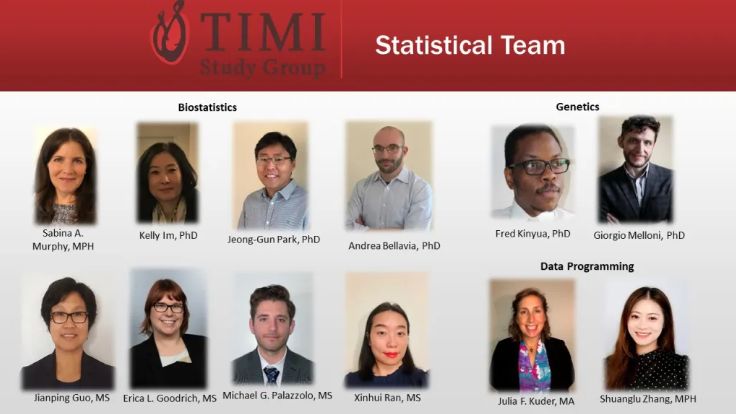 TIMI
Study Group
Statistical Team
Biostatistics
Genetics
Sabina A.
Murphy, MPH
Kelly Im, PhD
Jeong-Gun Park, PhD
Andrea Bellavia, PhD
Fred Kinyua, PhD
Giorgio Melloni, PhD
Data Programming
Jianping Guo, MS
Erica L. Goodrich, MS
Michael G. Palazzolo, MS
Xinhui Ran, MS
Julia F. Kuder, MA
Shuanglu Zhang, MPH